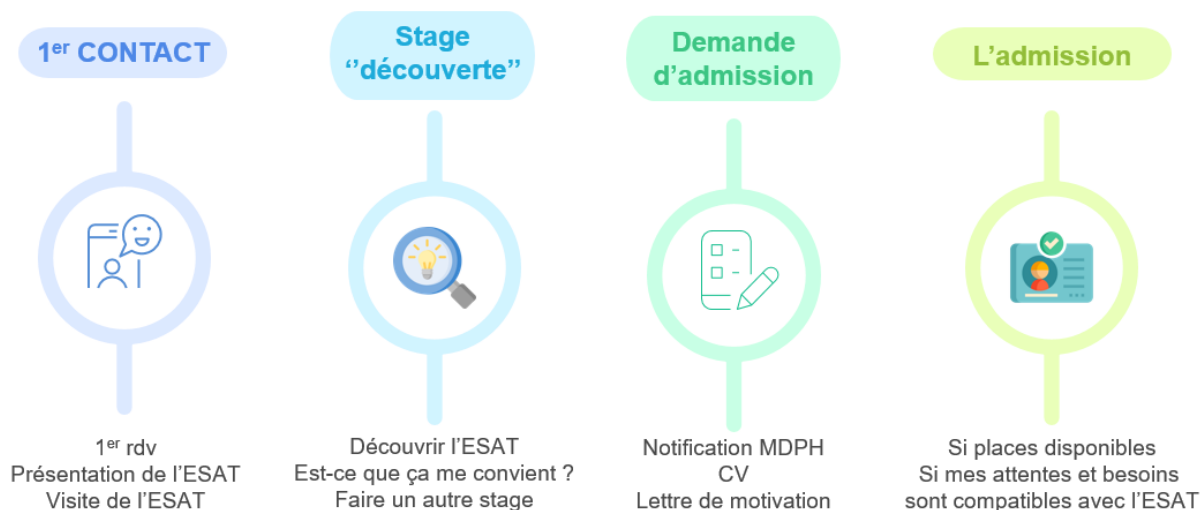 1er CONTACT
1er rdv
Présentation de l'ESAT
Visite de l'ESAT
Stage
‘’découverte’’
Découvrir l'ESAT
Est-ce que ça me convient ?
Faire un autre stage
Demande
d'admission
Notification MDPH
CV
Lettre de motivation
L'admission
Si places disponibles
Si mes attentes et besoins
sont compatibles avec l'ESAT